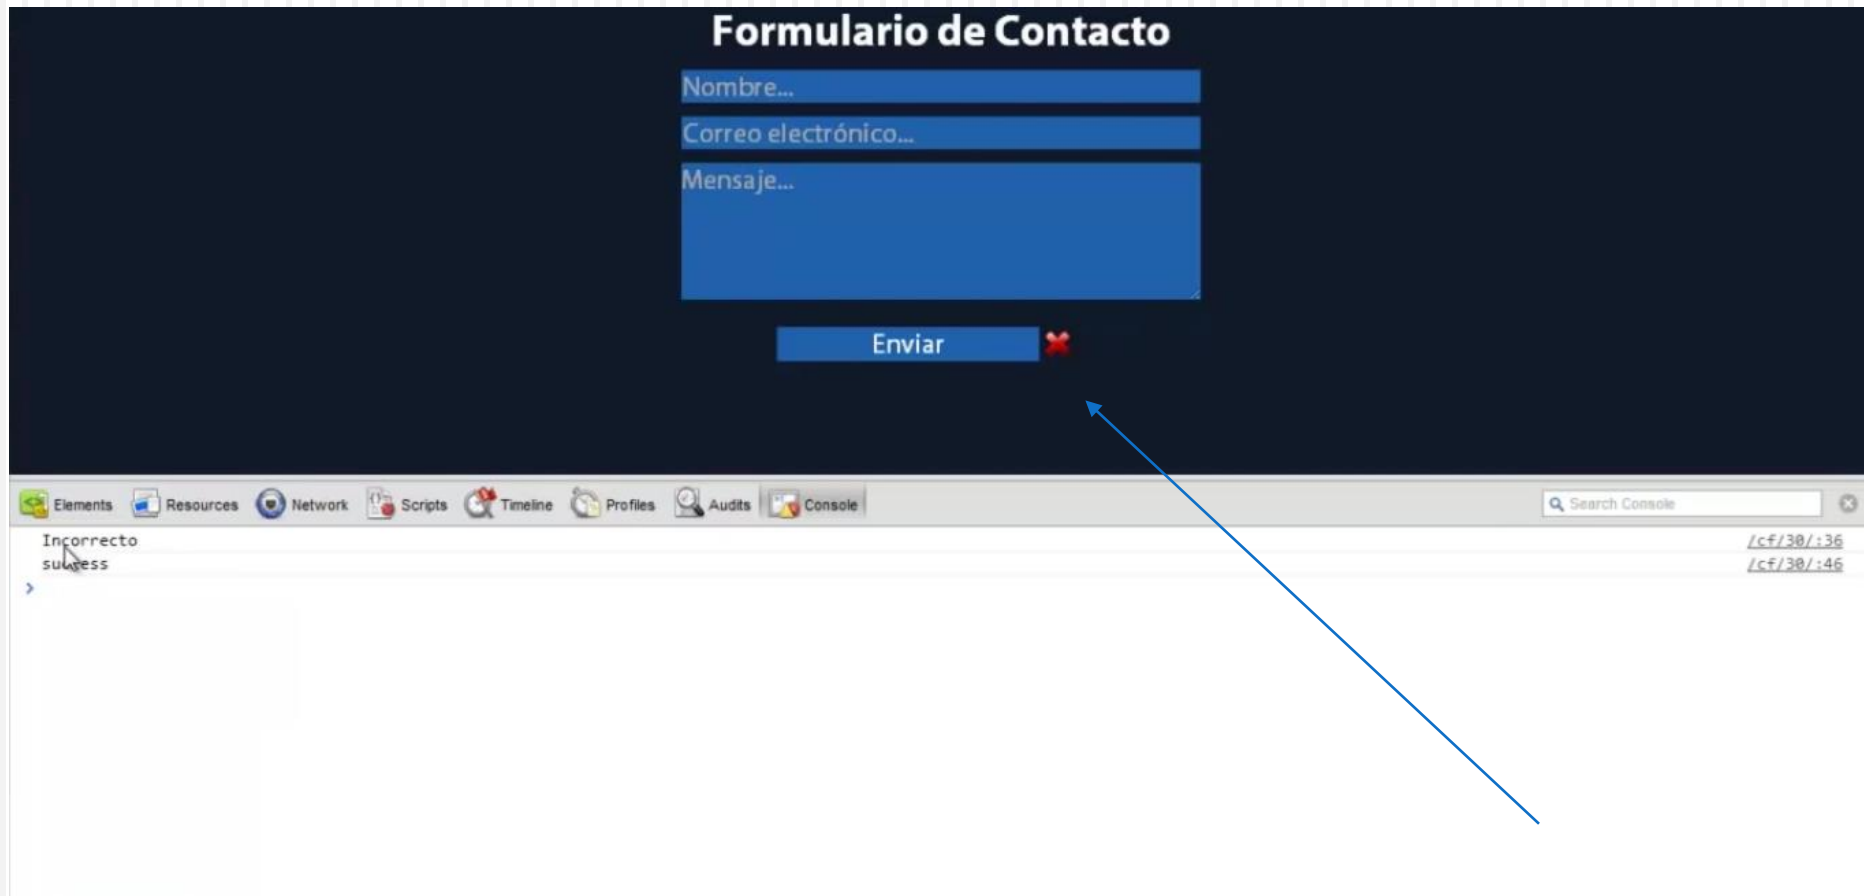 Formulario de Contacto
Nombre...
Correo electrónico...
Mensaje...
Enviar
Elements Resources Network Scripts Timeline Profiles Audits Console Search Console
Incorrecto /cf/30/:36
success /cf/30/:46
>